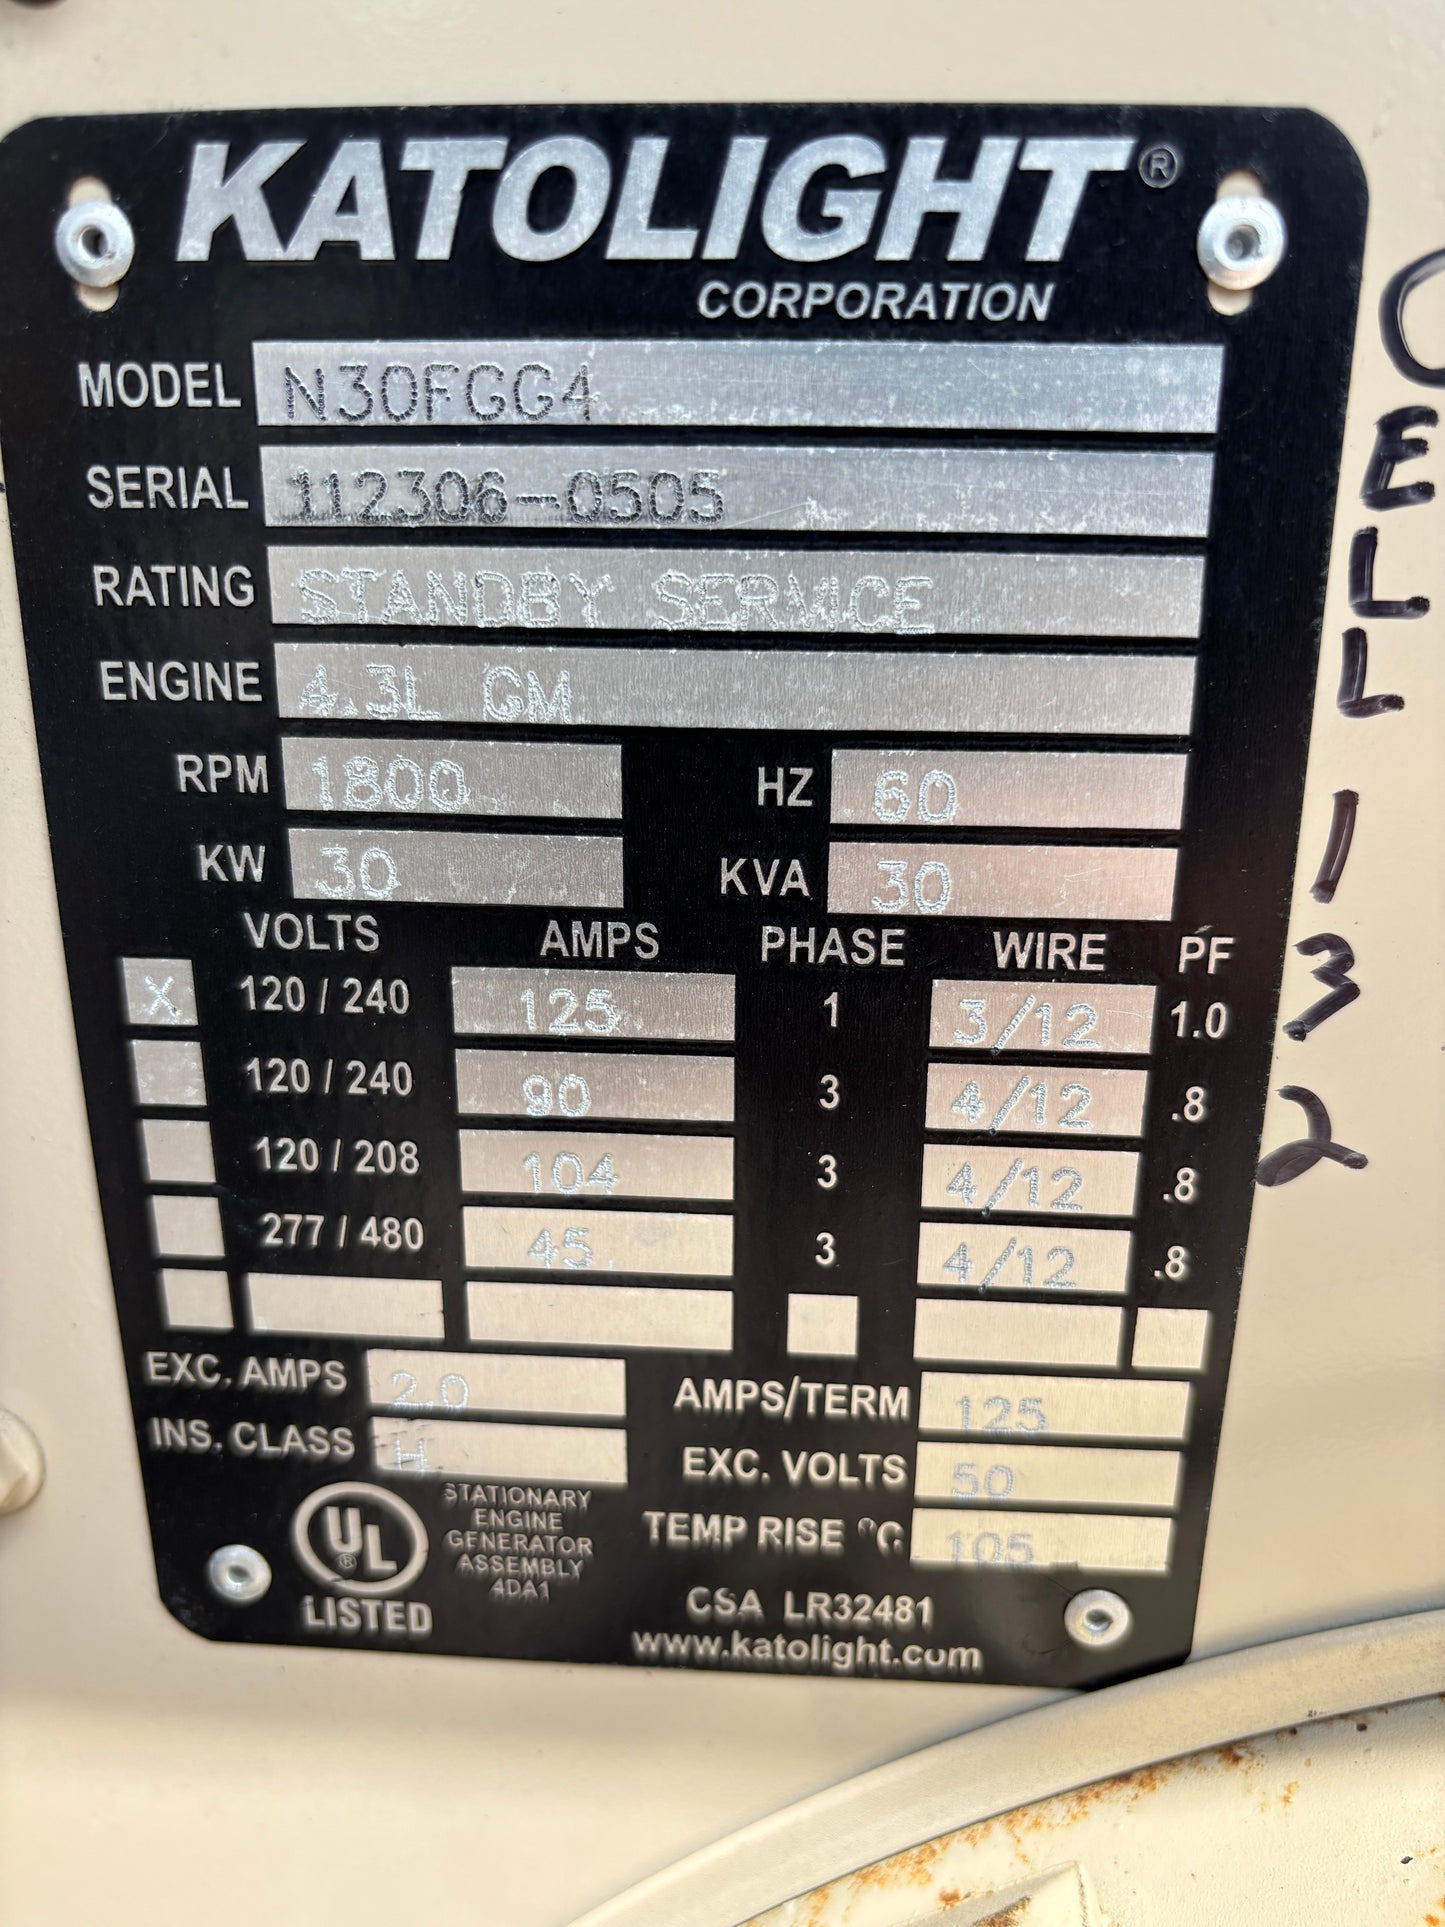 KATOLIGHT®
CORPORATION
MODEL N30FGG4
SERIAL 112306-0505
RATING STANDBY SERVICE
ENGINE 4.3L GM
RPM 1800 HZ 60
KW 30 KVA 30
VOLTS AMPS PHASE WIRE PF
X 120 / 240 125 1 3/12 1.0
120 / 240 90 3 4/12 .8
120 / 208 104 3 4/12 .8
277 / 480 45 3 4/12 .8
EXC. AMPS 2.0 AMPS/TERM 125
INS. CLASS H EXC. VOLTS 50
TEMP RISE °C. 105
UL®
LISTED
STATIONARY
ENGINE
GENERATOR
ASSEMBLY
4DA1
CSA LR32481
www.katolight.com
CELL 132